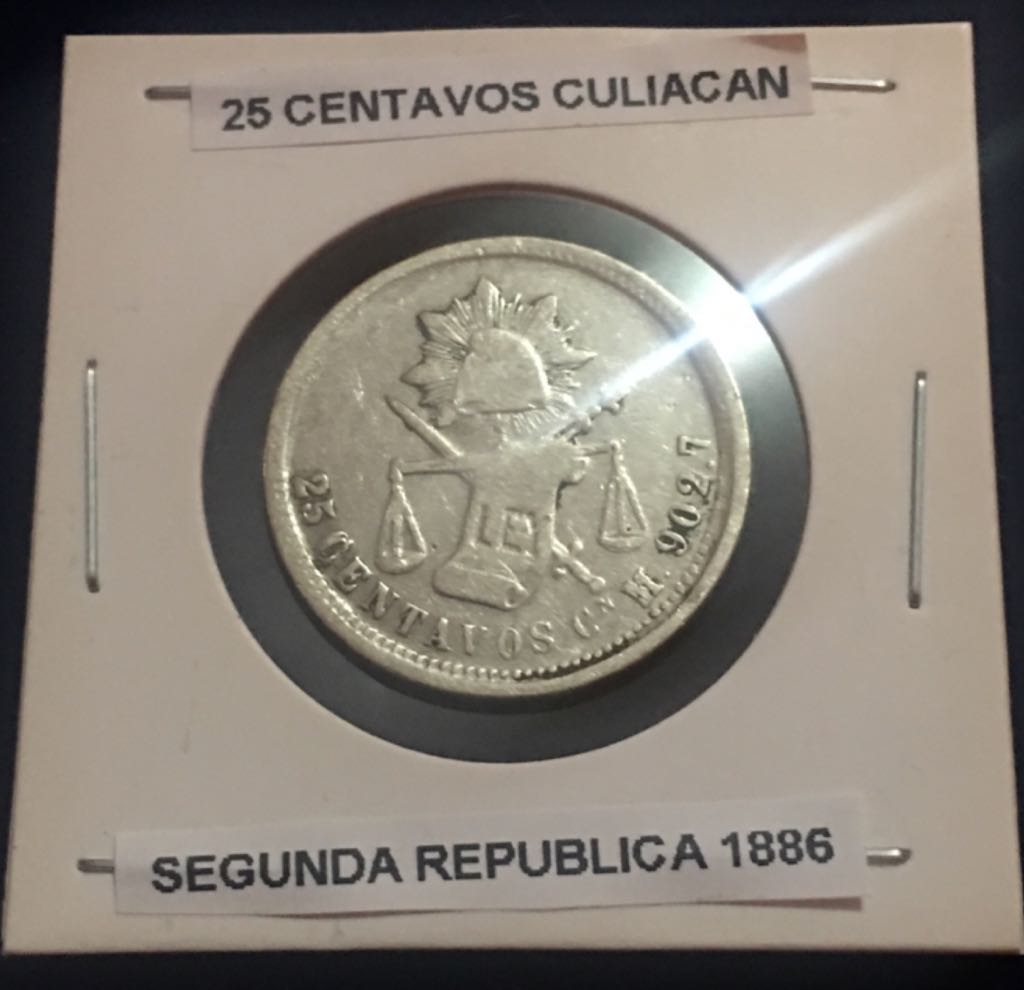 25 CENTAVOS CULIACAN
LEY
25 CENTAVOS Cᴺ M. 902.7
SEGUNDA REPUBLICA 1886